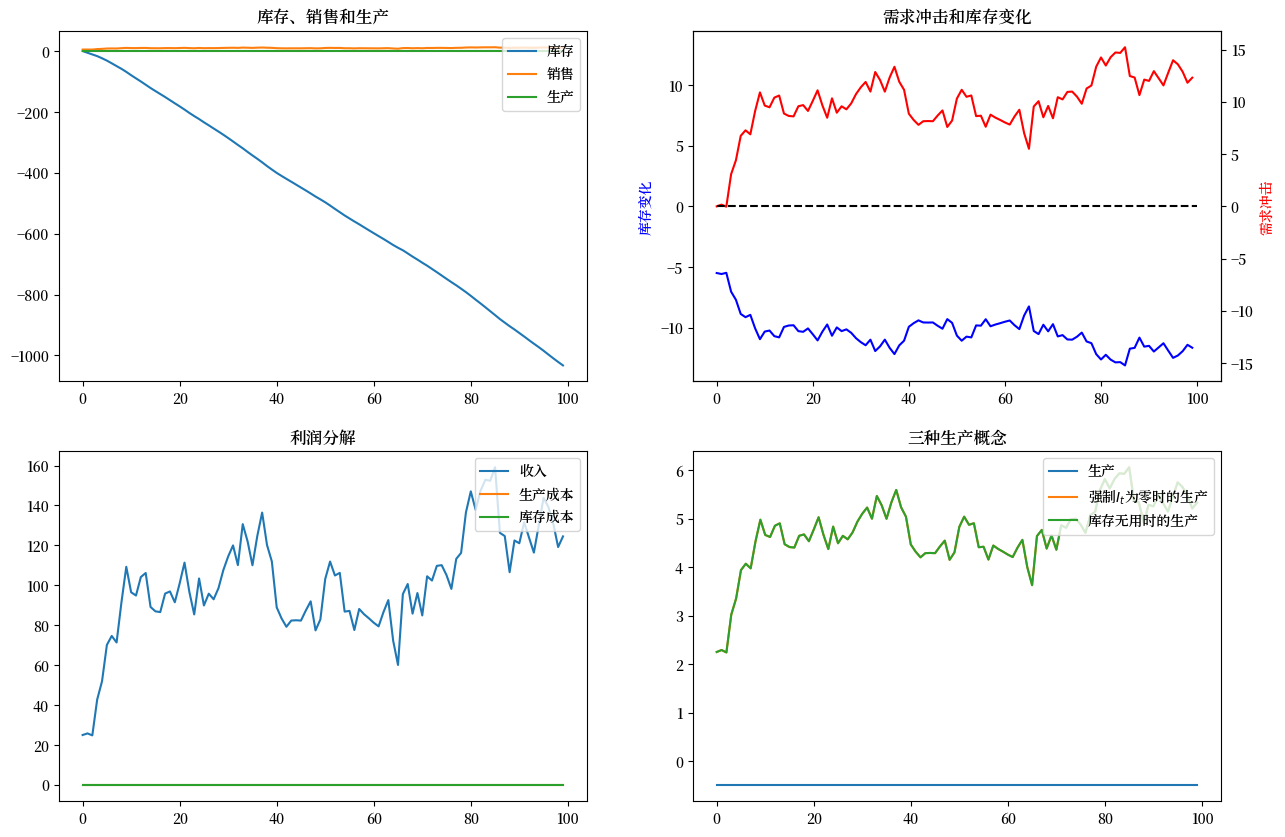 库存、销售和生产
0
−200
−400
−600
−800
−1000
0 20 40 60 80 100
库存
销售
生产
需求冲击和库存变化
10
5
0
−5
−10
库存变化
15
10
5
0
−5
−10
−15
需求冲击
0 20 40 60 80 100
利润分解
160
140
120
100
80
60
40
20
0
0 20 40 60 80 100
收入
生产成本
库存成本
三种生产概念
6
5
4
3
2
1
0
0 20 40 60 80 100
生产
强制Iₜ为零时的生产
库存无用时的生产